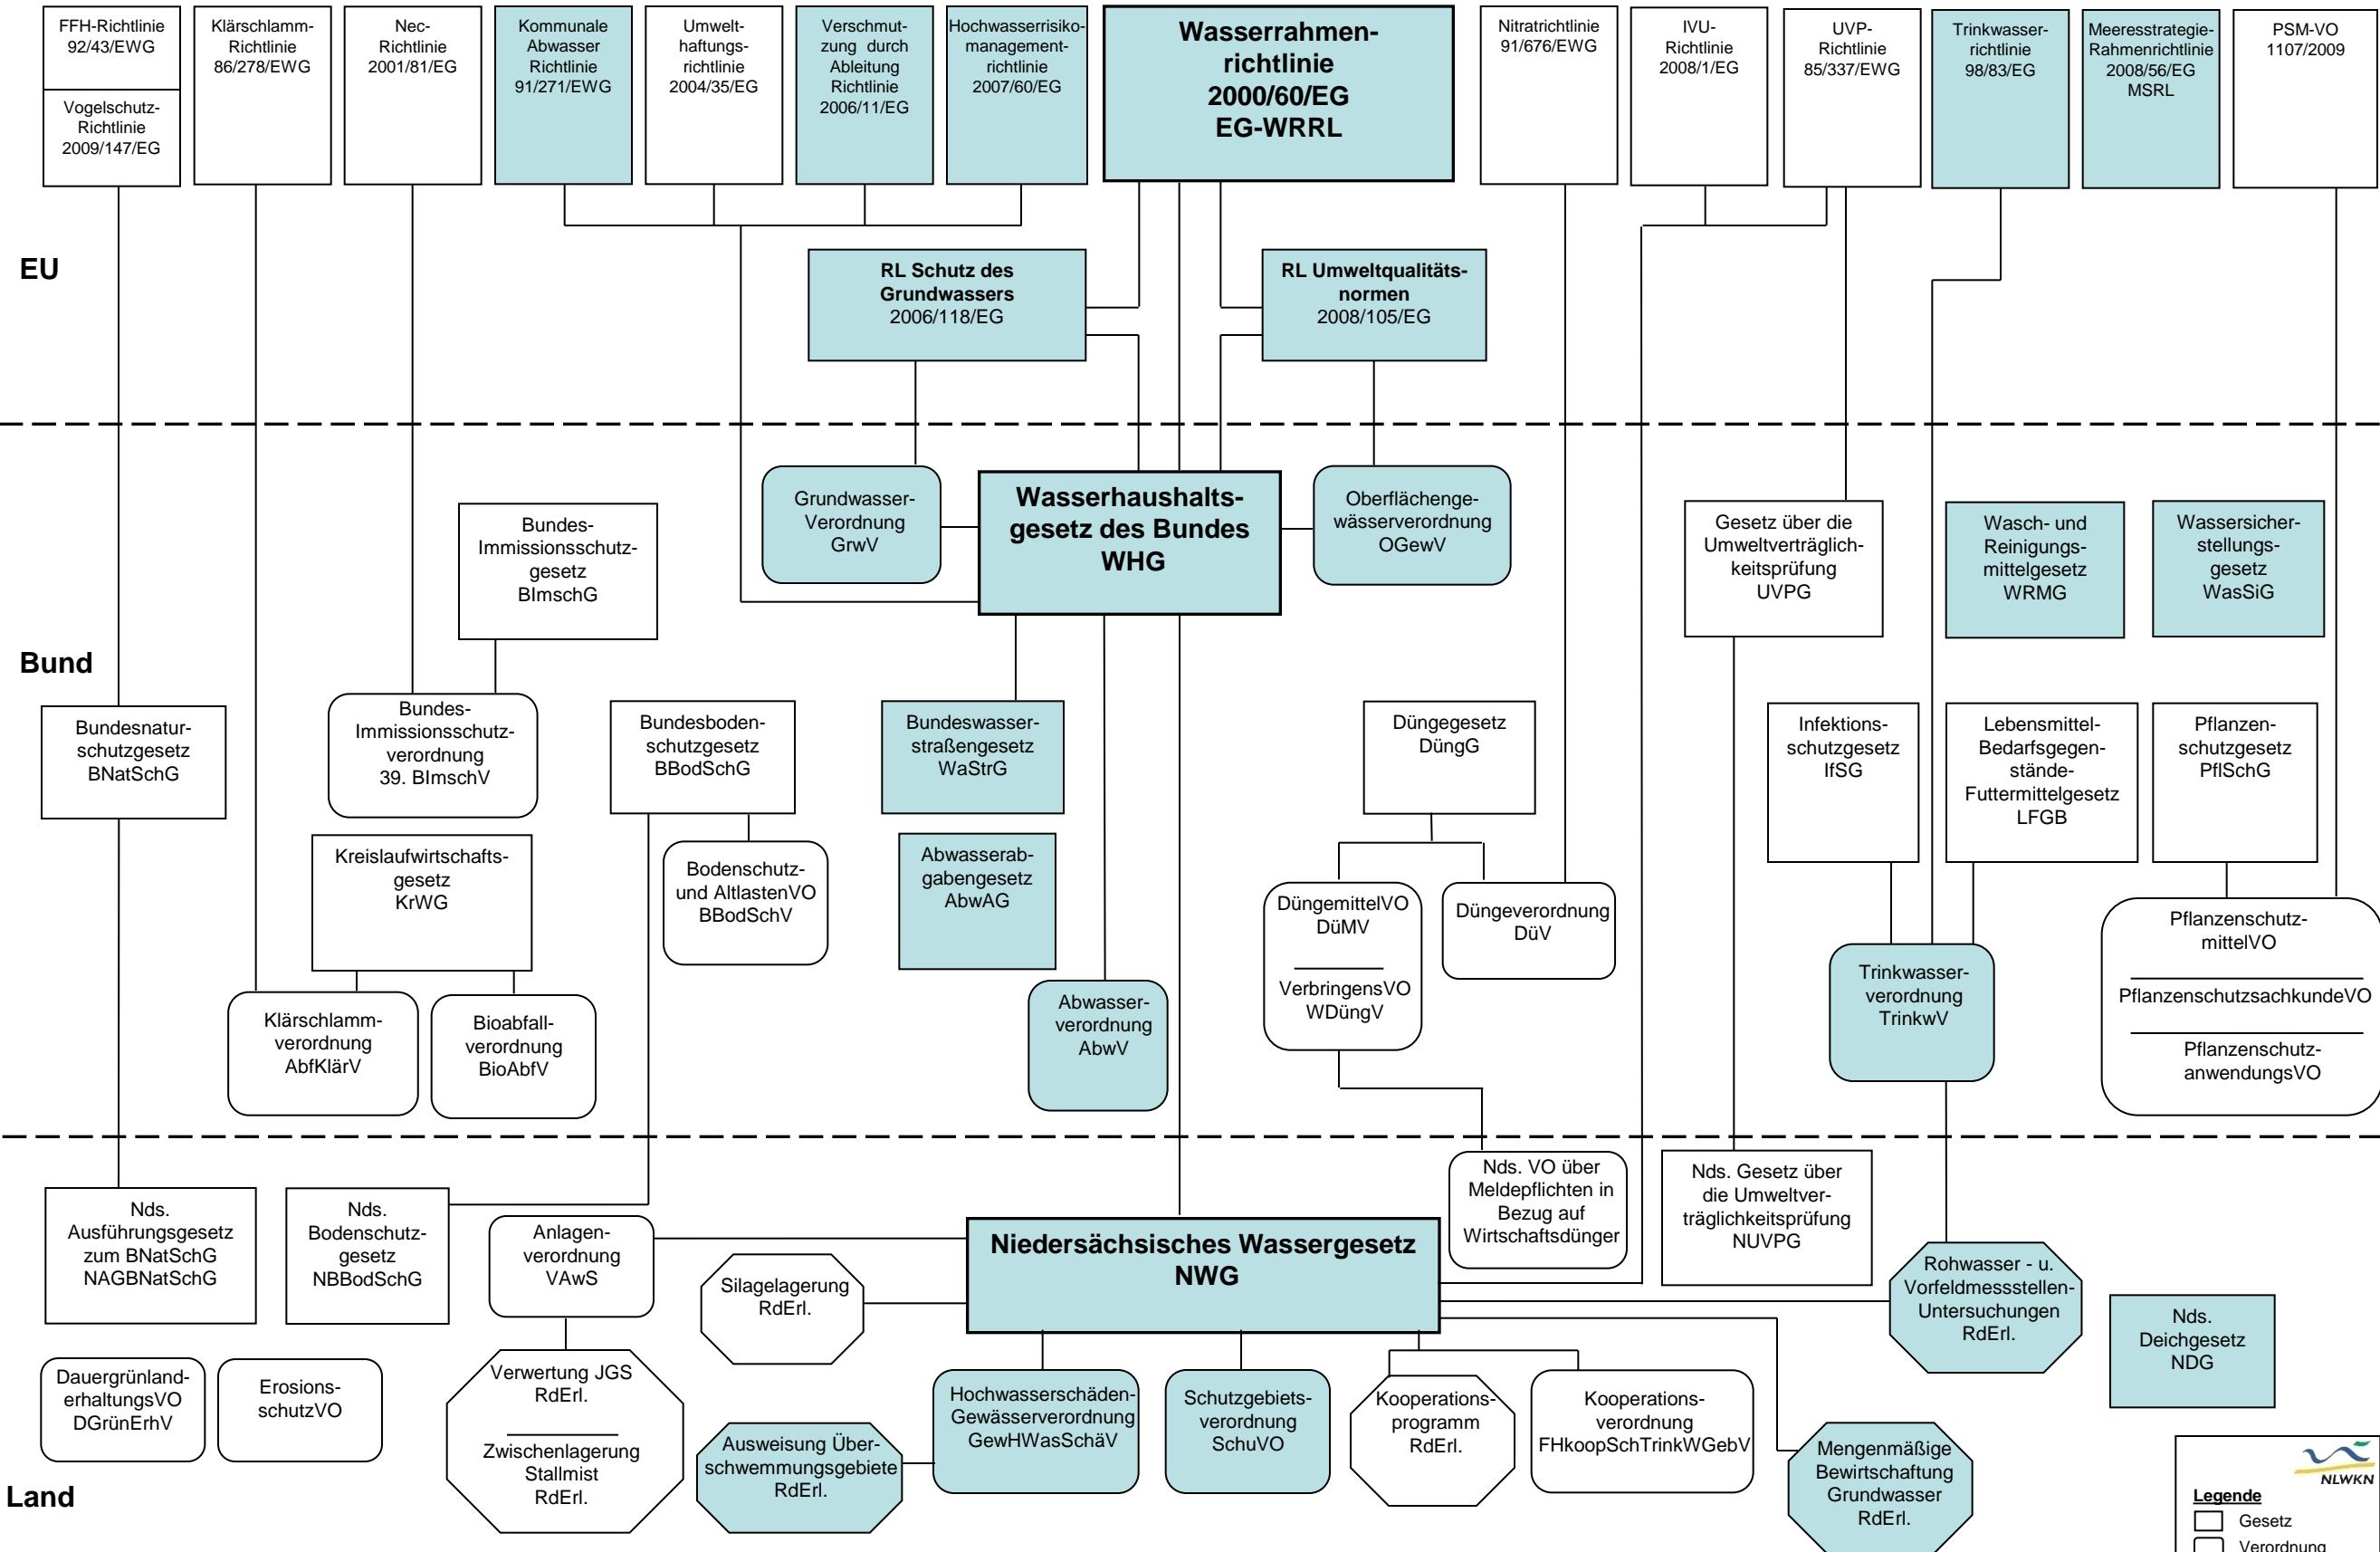 FFH-Richtlinie
92/43/EWG
Vogelschutz-
Richtlinie
2009/147/EG
Klärschlamm-
Richtlinie
86/278/EWG
Nec-
Richtlinie
2001/81/EG
Kommunale
Abwasser
Richtlinie
91/271/EWG
Umwelt-
haftungs-
richtlinie
2004/35/EG
Verschmut-
zung durch
Ableitung
Richtlinie
2006/11/EG
Hochwasserrisiko-
management-
richtlinie
2007/60/EG
Wasserrahmen-
richtlinie
2000/60/EG
EG-WRRL
Nitratrichtlinie
91/676/EWG
IVU-
Richtlinie
2008/1/EG
UVP-
Richtlinie
85/337/EWG
Trinkwasser-
richtlinie
98/83/EG
Meeresstrategie-
Rahmenrichtlinie
2008/56/EG
MSRL
PSM-VO
1107/2009
EU
RL Schutz des
Grundwassers
2006/118/EG
RL Umweltqualitäts-
normen
2008/105/EG
Bund
Grundwasser-
Verordnung
GrwV
Wasserhaushalts-
gesetz des Bundes
WHG
Oberflächenge-
wässerverordnung
OGewV
Bundes-
Immissionsschutz-
gesetz
BImschG
Gesetz über die
Umweltverträglich-
keitsprüfung
UVPG
Wasch- und
Reinigungs-
mittelgesetz
WRMG
Wassersicher-
stellungs-
gesetz
WasSiG
Bundesnatur-
schutzgesetz
BNatSchG
Bundes-
Immissionsschutz-
verordnung
39. BImschV
Bundesboden-
schutzgesetz
BBodSchG
Bundeswasser-
straßengesetz
WaStrG
Düngegesetz
DüngG
Infektions-
schutzgesetz
IfSG
Lebensmittel-
Bedarfsgegen-
stände-
Futtermittelgesetz
LFGB
Pflanzen-
schutzgesetz
PflSchG
Kreislaufwirtschafts-
gesetz
KrWG
Bodenschutz-
und AltlastenVO
BBodSchV
Abwasserab-
gabengesetz
AbwAG
DüngemittelVO
DüMV
VerbringensVO
WDüngV
Düngeverordnung
DüV
Pflanzenschutz-
mittelVO
PflanzenschutzsachkundeVO
Pflanzenschutz-
anwendungsVO
Klärschlamm-
verordnung
AbfKlärV
Bioabfall-
verordnung
BioAbfV
Abwasser-
verordnung
AbwV
Trinkwasser-
verordnung
TrinkwV
Land
Nds.
Ausführungsgesetz
zum BNatSchG
NAGBNatSchG
Nds.
Bodenschutz-
gesetz
NBBodSchG
Anlagen-
verordnung
VAwS
Silagelagerung
RdErl.
Niedersächsisches Wassergesetz
NWG
Nds. VO über
Meldepflichten in
Bezug auf
Wirtschaftsdünger
Nds. Gesetz über
die Umweltver-
träglichkeitsprüfung
NUVPG
Rohwasser - u.
Vorfeldmessstellen-
Untersuchungen
RdErl.
Nds.
Deichgesetz
NDG
Dauergrünland-
erhaltungsVO
DGrünErhV
Erosions-
schutzVO
Verwertung JGS
RdErl.
Zwischenlagerung
Stallmist
RdErl.
Ausweisung Über-
schwemmungsgebiete
RdErl.
Hochwasserschäden-
Gewässerverordnung
GewHWasSchäV
Schutzgebiets-
verordnung
SchuVO
Kooperations-
programm
RdErl.
Kooperations-
verordnung
FHkoopSchTrinkWGebV
Mengenmäßige
Bewirtschaftung
Grundwasser
RdErl.
NLWKN
Legende
Gesetz
Verordnung